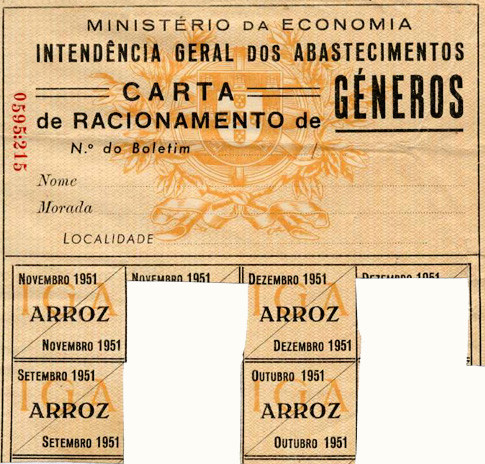 MINISTÉRIO DA ECONOMIA
INTENDÊNCIA GERAL DOS ABASTECIMENTOS
CARTA
de RACIONAMENTO de
GÉNEROS
0595:215
N.º do Boletim /
Nome
Morada
LOCALIDADE
NOVEMBRO 1951 NOVEMBRO 1951 DEZEMBRO 1951 DEZEMBRO 1951
IGA IGA
ARROZ ARROZ
NOVEMBRO 1951 DEZEMBRO 1951
SETEMBRO 1951 OUTUBRO 1951
IGA IGA
ARROZ ARROZ
SETEMBRO 1951 OUTUBRO 1951